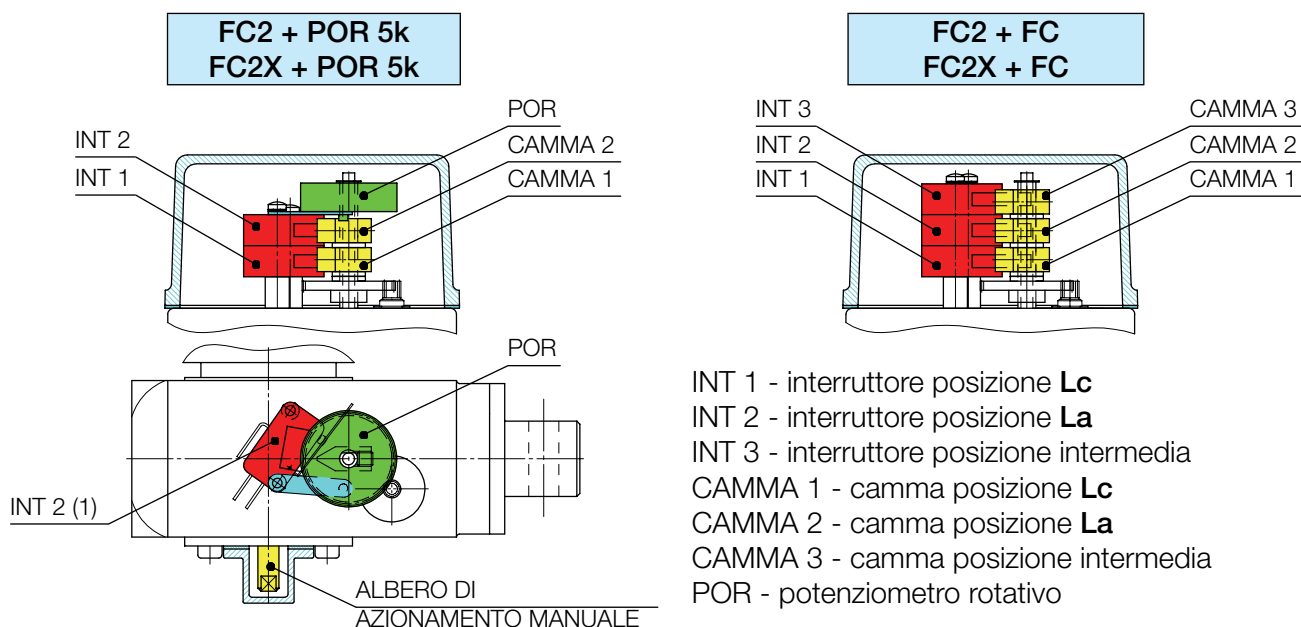 FC2 + POR 5k
FC2X + POR 5k
POR
INT 2
CAMMA 2
INT 1
CAMMA 1
POR
INT 2 (1)
ALBERO DI
AZIONAMENTO MANUALE
FC2 + FC
FC2X + FC
INT 3
CAMMA 3
INT 2
CAMMA 2
INT 1
CAMMA 1
INT 1 - interruttore posizione Lc
INT 2 - interruttore posizione La
INT 3 - interruttore posizione intermedia
CAMMA 1 - camma posizione Lc
CAMMA 2 - camma posizione La
CAMMA 3 - camma posizione intermedia
POR - potenziometro rotativo